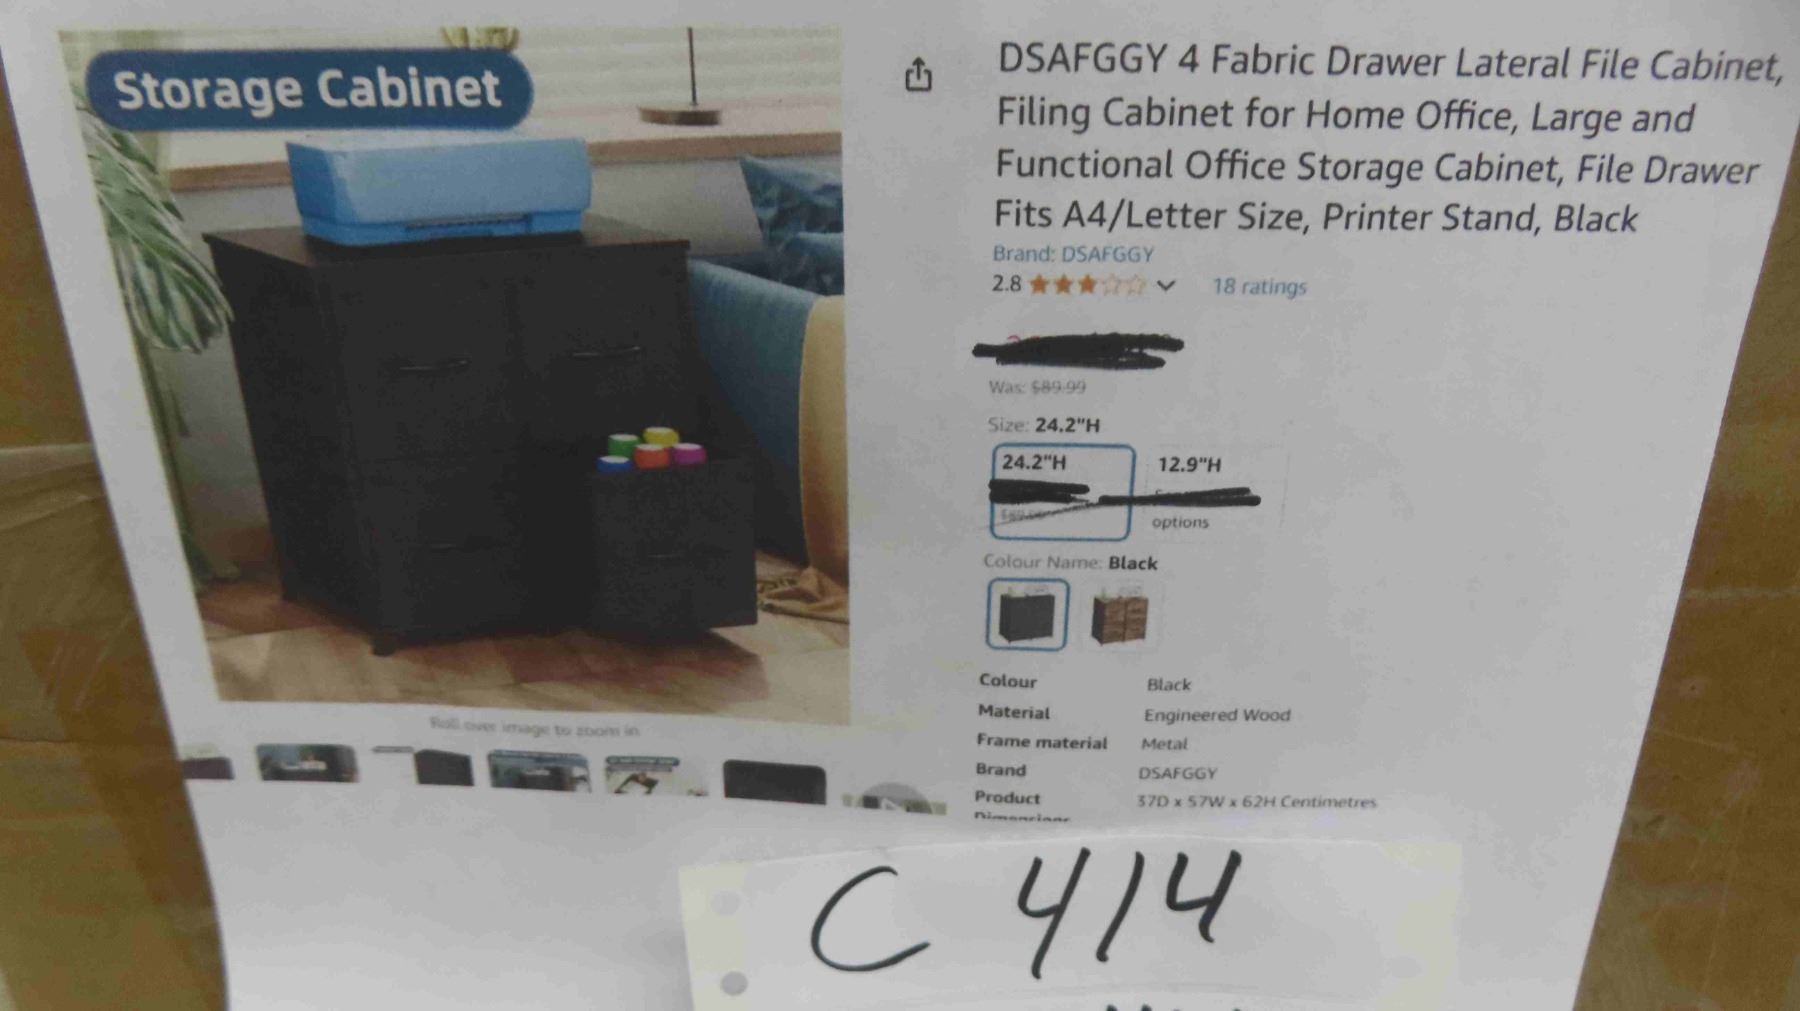 Storage Cabinet
DSAFGGY 4 Fabric Drawer Lateral File Cabinet,
Filing Cabinet for Home Office, Large and
Functional Office Storage Cabinet, File Drawer
Fits A4/Letter Size, Printer Stand, Black
Brand: DSAFGGY
2.8 18 ratings
Was: $89.99
Size: 24.2"H
24.2"H 12.9"H
options
Colour Name: Black
Colour Black
Material Engineered Wood
Frame material Metal
Brand DSAFGGY
Product 37D x 57W x 62H Centimetres
Dimensions
Roll over image to zoom in
C 414